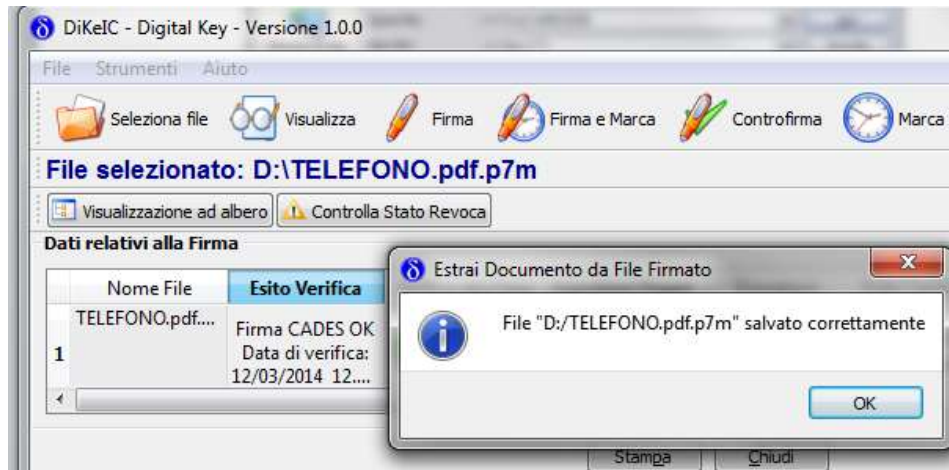 DiKeIC - Digital Key - Versione 1.0.0
File Strumenti Aiuto
Seleziona file Visualizza Firma Firma e Marca Controfirma Marca
File selezionato: D:\TELEFONO.pdf.p7m
Visualizzazione ad albero Controlla Stato Revoca
Dati relativi alla Firma
Nome File Esito Verifica
TELEFONO.pdf....
1
Firma CADES OK
Data di verifica:
12/03/2014 12....
Estrai Documento da File Firmato
File "D:/TELEFONO.pdf.p7m" salvato correttamente
OK
Stampa Chiudi